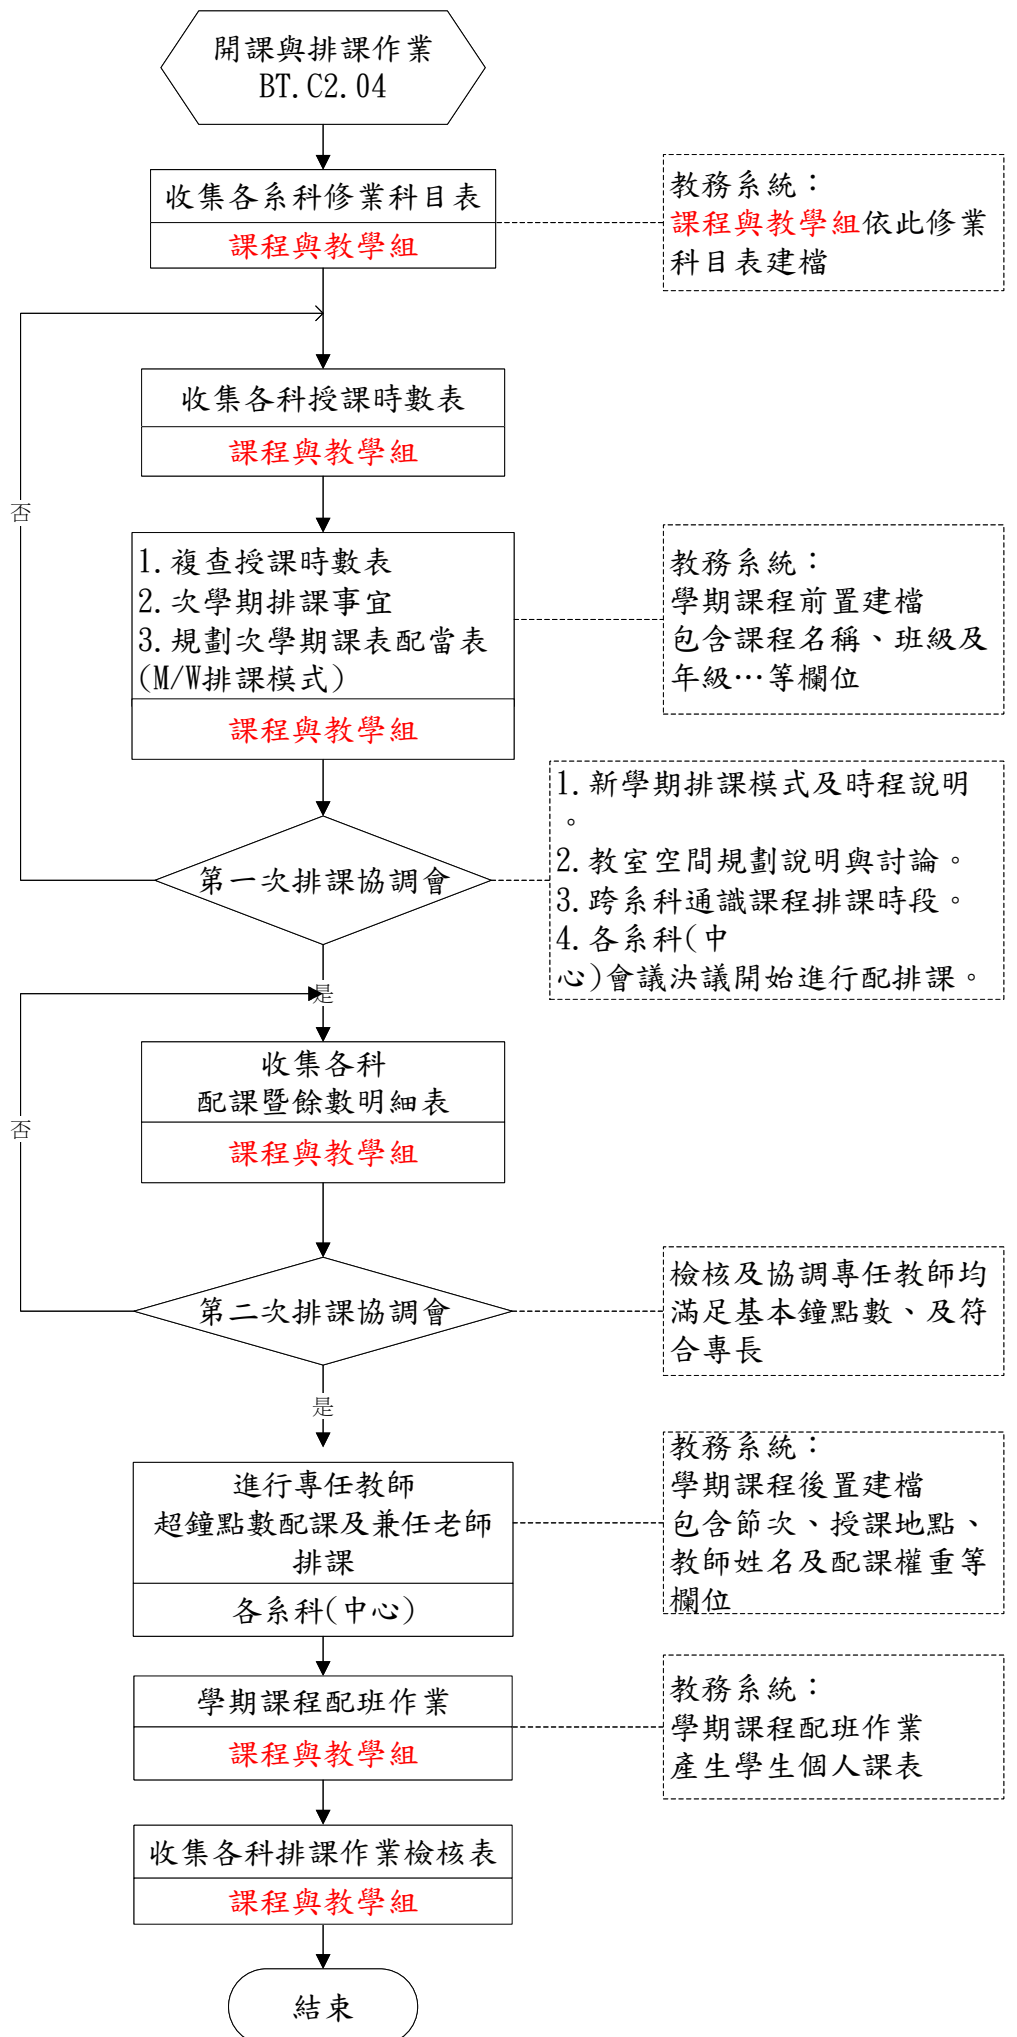 開課與排課作業
BT.C2.04
收集各系科修業科目表
課程與教學組
教務系統：
課程與教學組依此修業
科目表建檔
收集各科授課時數表
課程與教學組
否
1.複查授課時數表
2.次學期排課事宜
3.規劃次學期課表配當表
(M/W排課模式)
課程與教學組
教務系統：
學期課程前置建檔
包含課程名稱、班級及
年級…等欄位
第一次排課協調會
1.新學期排課模式及時程說明
。
2.教室空間規劃說明與討論。
3.跨系科通識課程排課時段。
4.各系科(中
心)會議決議開始進行配排課。
是
收集各科
配課暨餘數明細表
課程與教學組
否
第二次排課協調會
檢核及協調專任教師均
滿足基本鐘點數、及符
合專長
是
進行專任教師
超鐘點數配課及兼任老師
排課
各系科(中心)
教務系統：
學期課程後置建檔
包含節次、授課地點、
教師姓名及配課權重等
欄位
學期課程配班作業
課程與教學組
教務系統：
學期課程配班作業
產生學生個人課表
收集各科排課作業檢核表
課程與教學組
結束